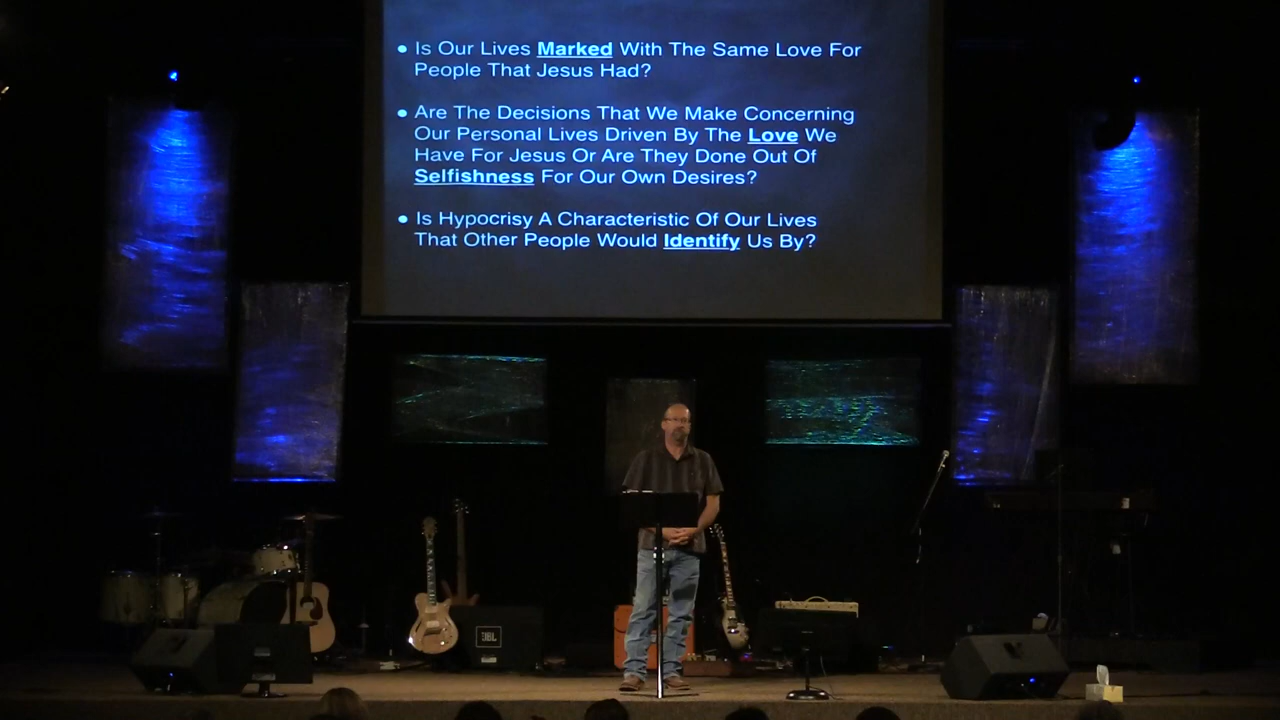 • Is Our Lives Marked With The Same Love For
People That Jesus Had?
• Are The Decisions That We Make Concerning
Our Personal Lives Driven By The Love We
Have For Jesus Or Are They Done Out Of
Selfishness For Our Own Desires?
• Is Hypocrisy A Characteristic Of Our Lives
That Other People Would Identify Us By?
JBL